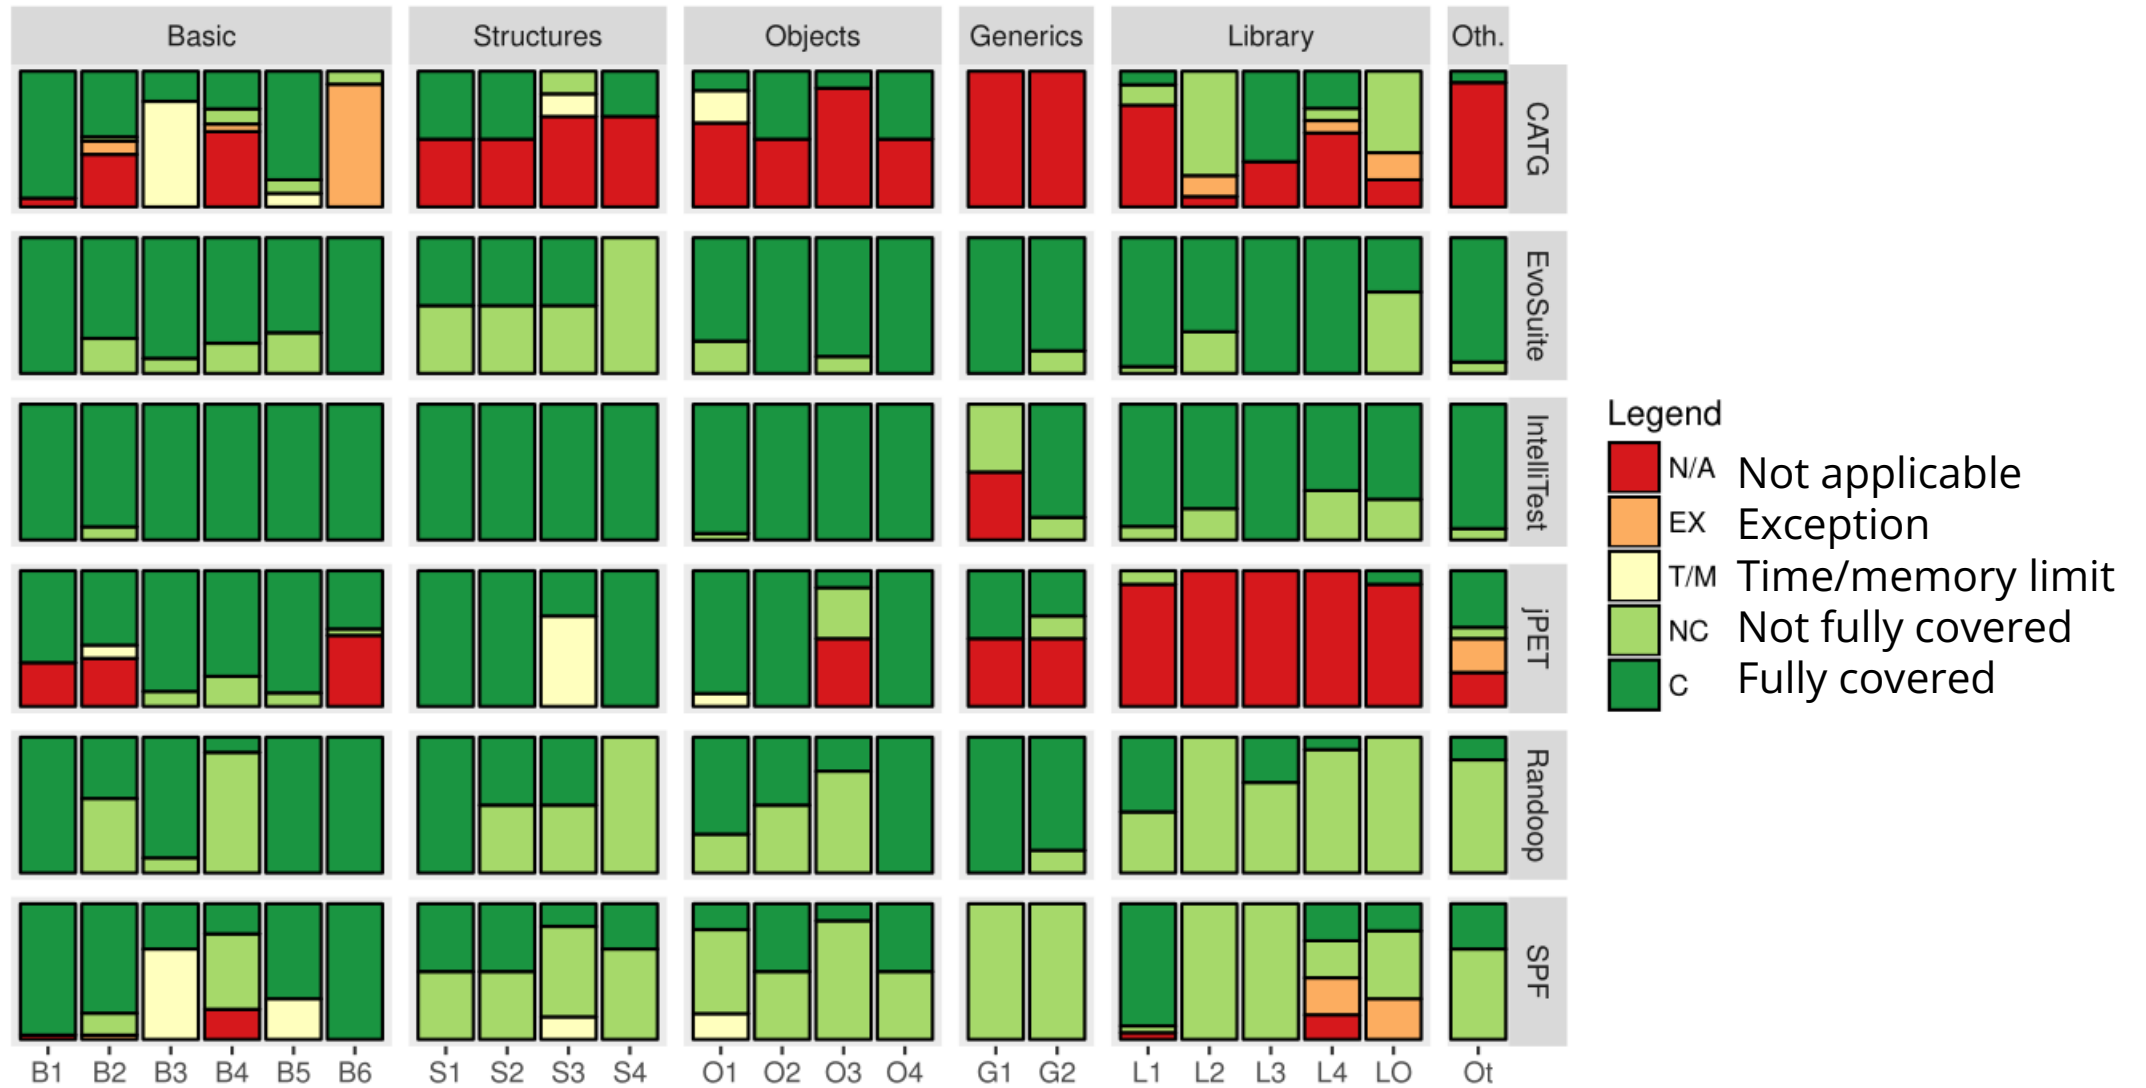 Basic Structures Objects Generics Library Oth.
CATG
EvoSuite
IntelliTest
jPET
Randoop
SPF
Legend
N/A Not applicable
EX Exception
T/M Time/memory limit
NC Not fully covered
C Fully covered
B1 B2 B3 B4 B5 B6 S1 S2 S3 S4 O1 O2 O3 O4 G1 G2 L1 L2 L3 L4 LO Ot